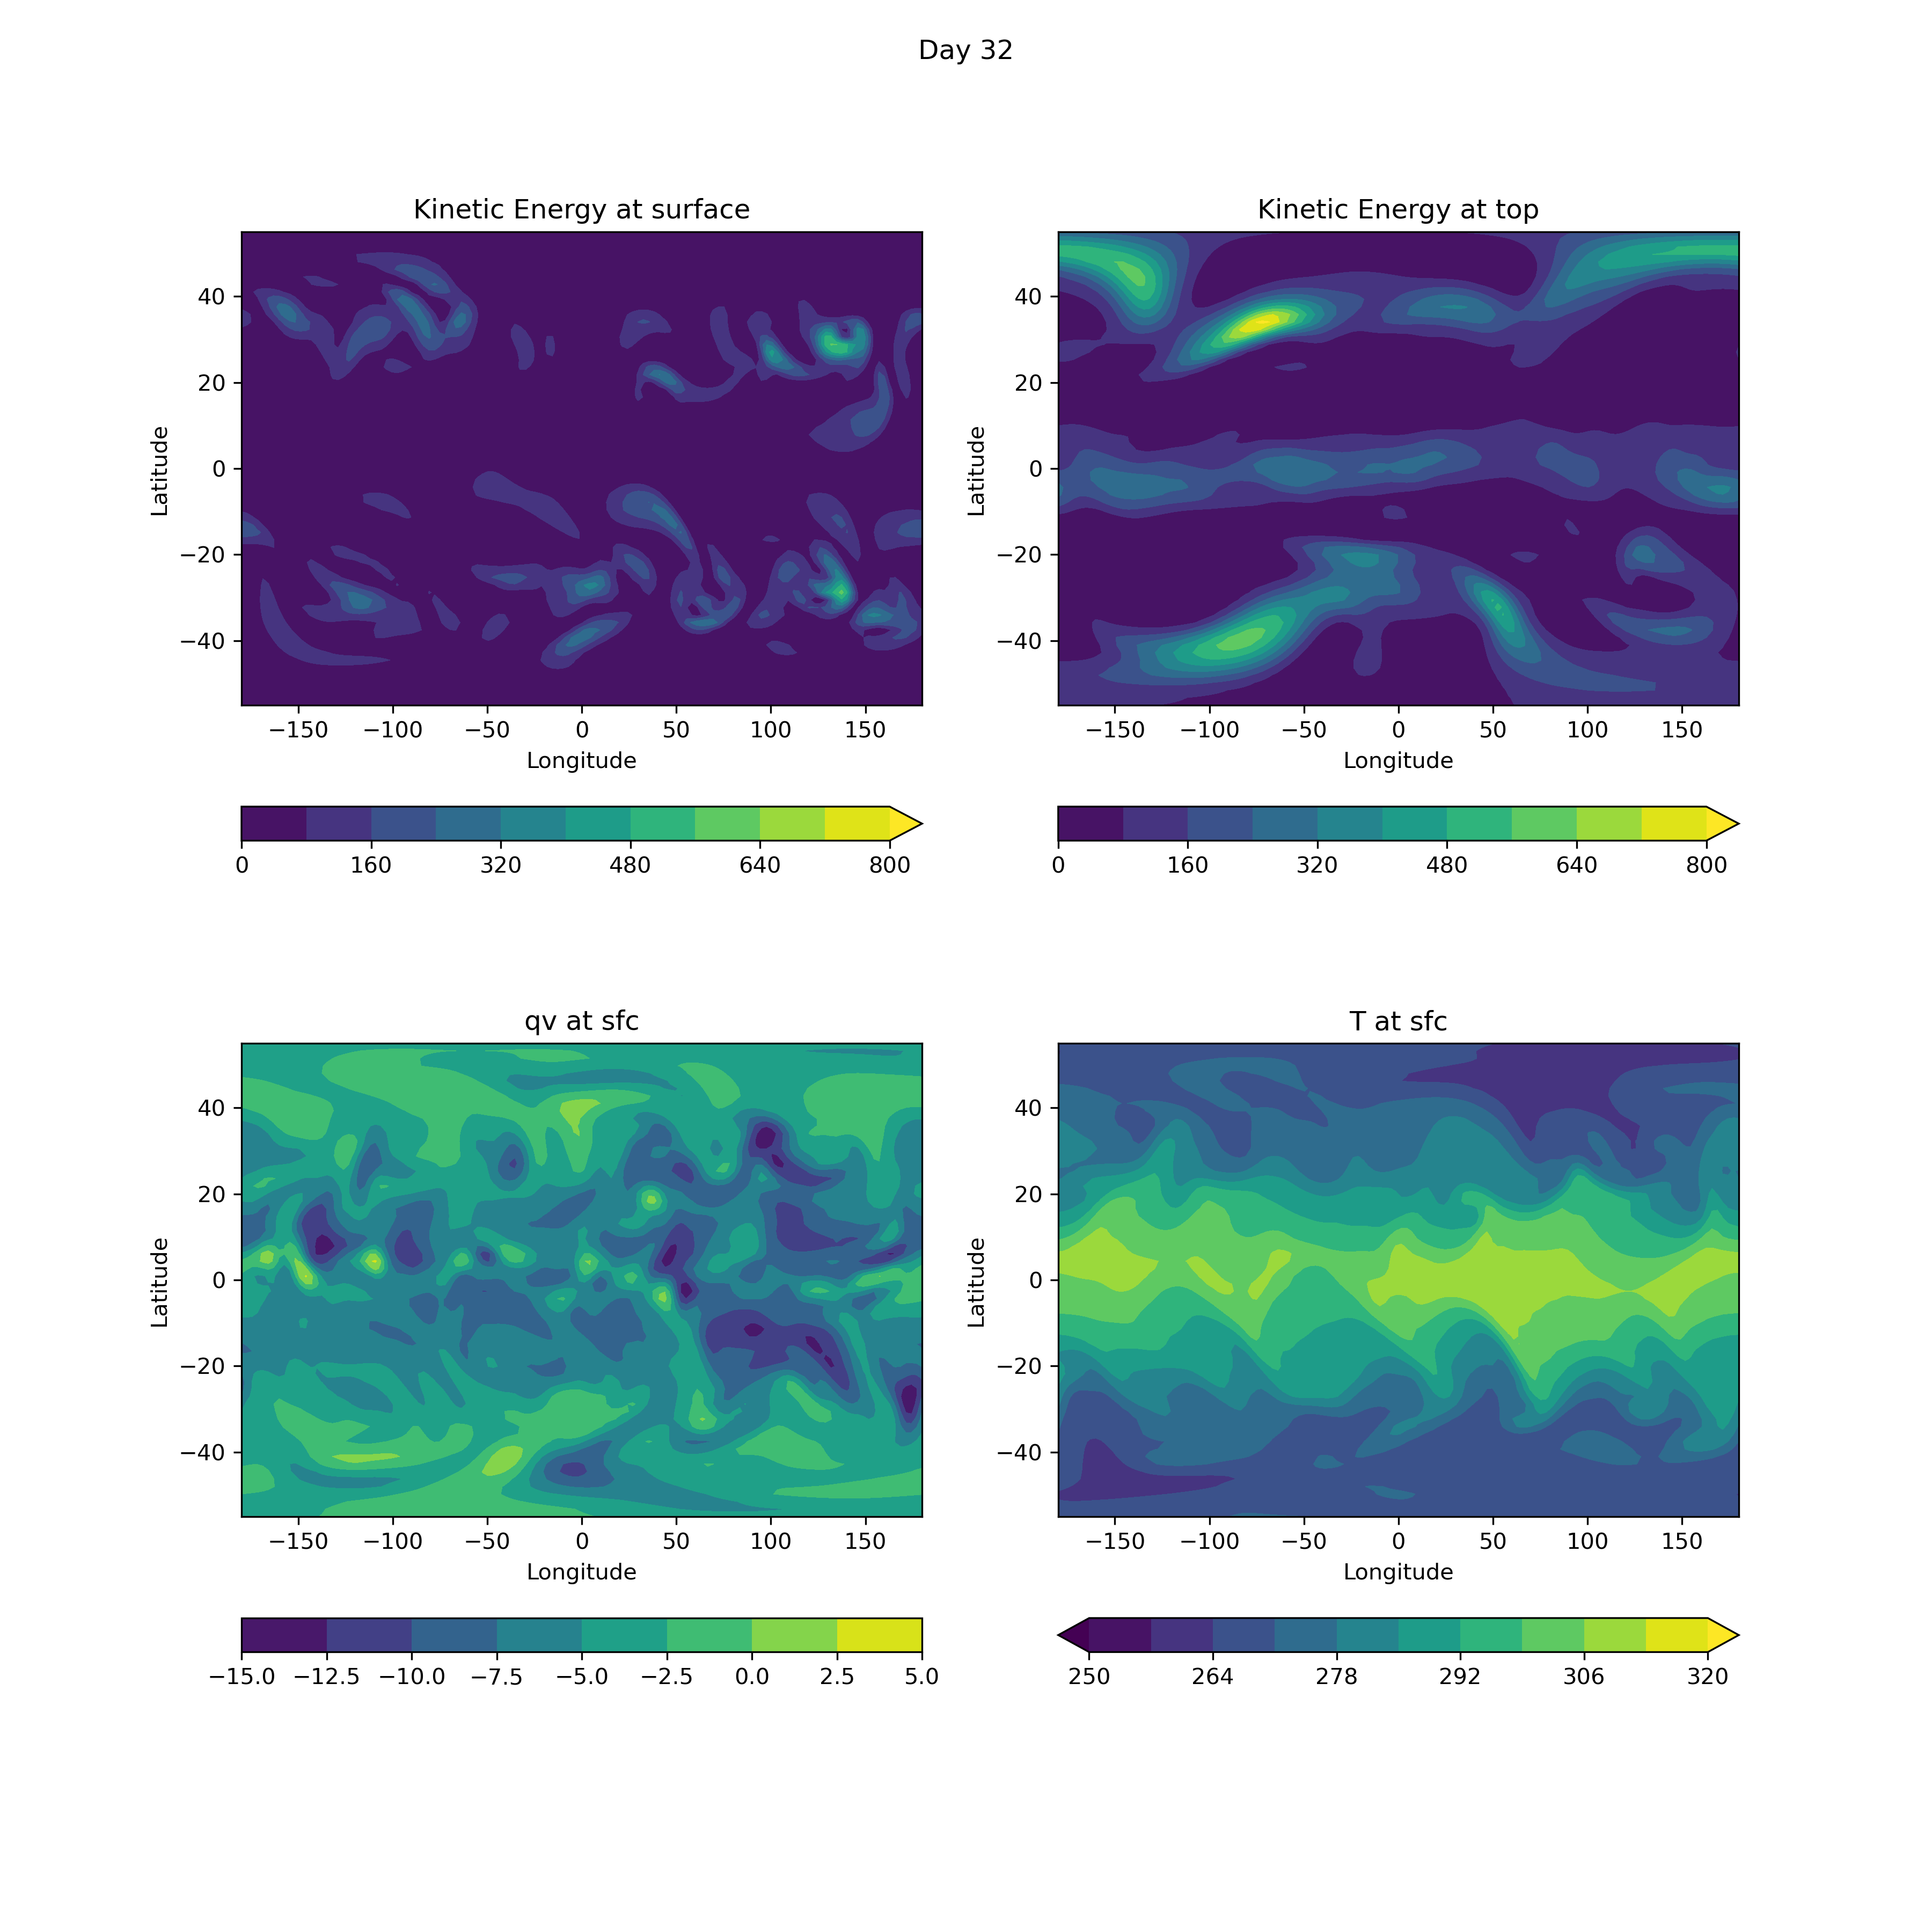 Day 32
Kinetic Energy at surface
Latitude
40
20
0
−20
−40
−150 −100 −50 0 50 100 150
Longitude
0 160 320 480 640 800
Kinetic Energy at top
Latitude
40
20
0
−20
−40
−150 −100 −50 0 50 100 150
Longitude
0 160 320 480 640 800
qv at sfc
Latitude
40
20
0
−20
−40
−150 −100 −50 0 50 100 150
Longitude
−15.0 −12.5 −10.0 −7.5 −5.0 −2.5 0.0 2.5 5.0
T at sfc
Latitude
40
20
0
−20
−40
−150 −100 −50 0 50 100 150
Longitude
250 264 278 292 306 320